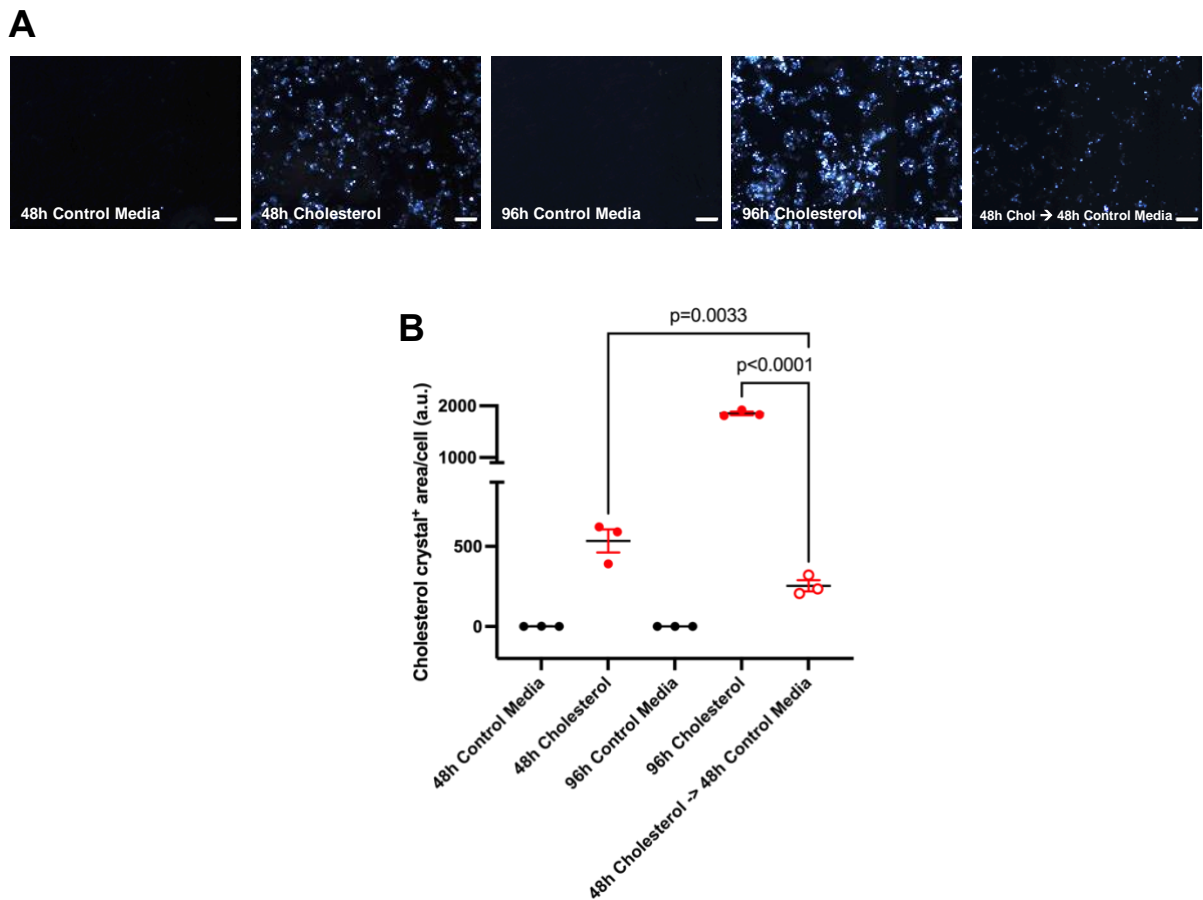 A
48h Control Media
48h Cholesterol
96h Control Media
96h Cholesterol
48h Chol → 48h Control Media
B
p=0.0033
p<0.0001
Cholesterol crystal⁺ area/cell (a.u.)
2000
1000
500
0
48h Control Media
48h Cholesterol
96h Control Media
96h Cholesterol
48h Cholesterol -> 48h Control Media